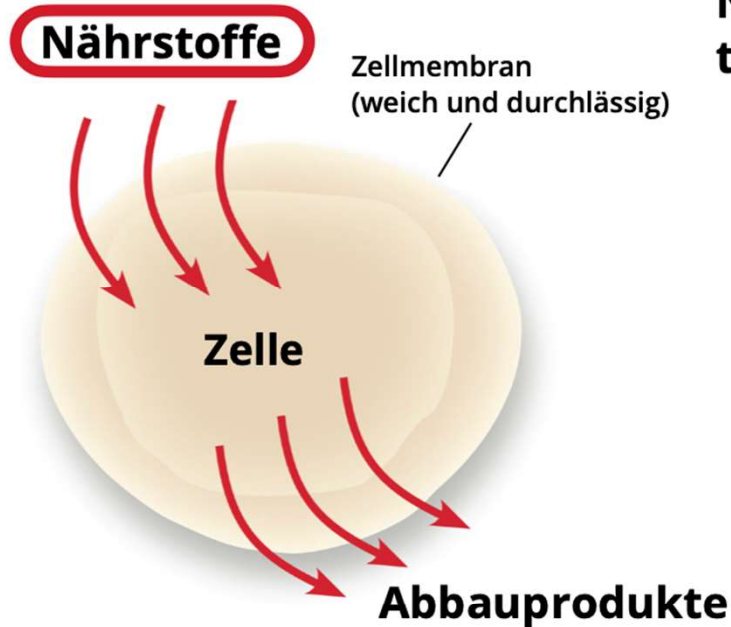 Nährstoffe
Zellmembran
(weich und durchlässig)
Zelle
Abbauprodukte